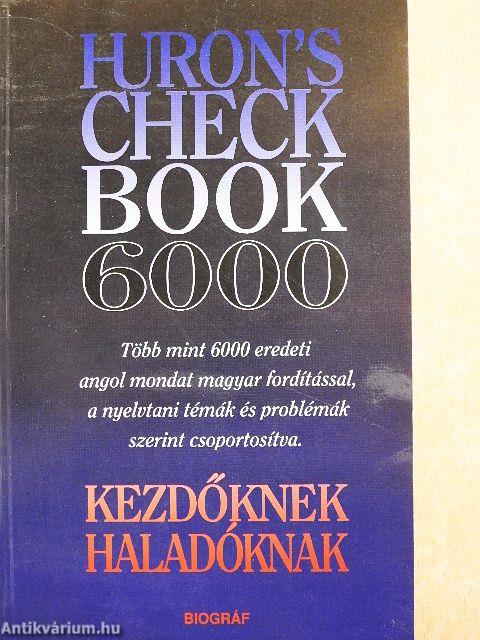 HURON'S
CHECK
BOOK
6000
Több mint 6000 eredeti
angol mondat magyar fordítással,
a nyelvtani témák és problémák
szerint csoportosítva.
KEZDŐKNEK
HALADÓKNAK
BIOGRÁF
Antikvárium.hu